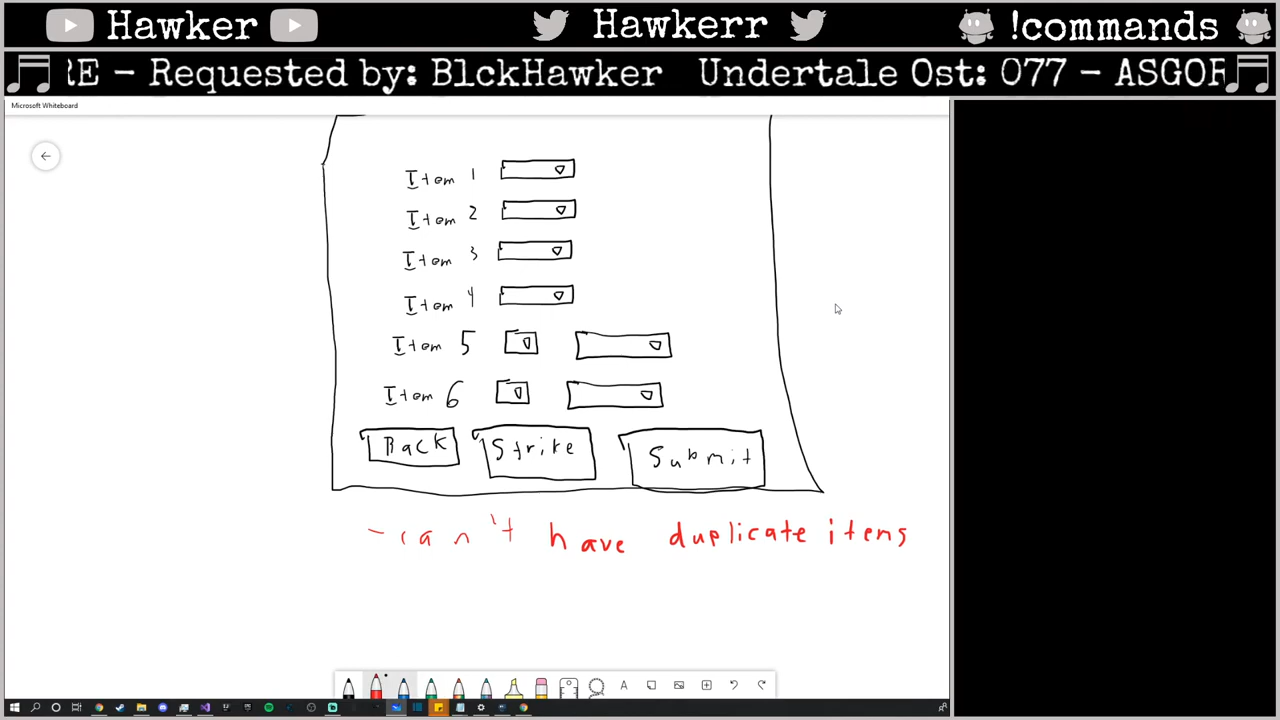 Hawker
Hawkerr
!commands
RE - Requested by: BlckHawker Undertale Ost: 077 - ASGOR
Microsoft Whiteboard
Item 1
Item 2
Item 3
Item 4
Item 5
Item 6
Back Strike Submit
- can't have duplicate items